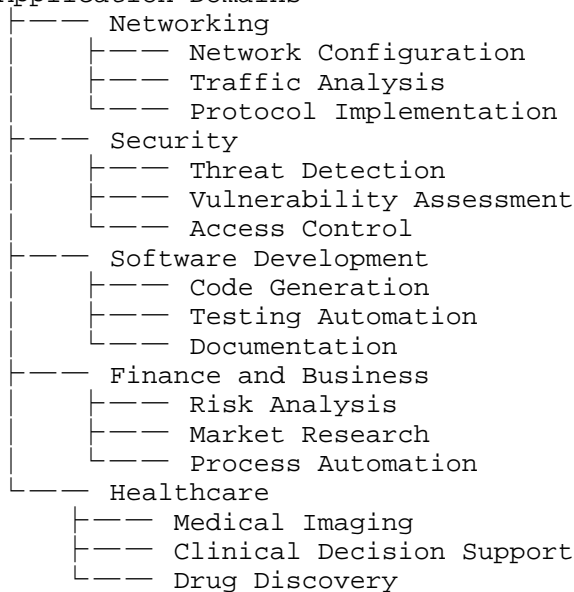 Networking
Network Configuration
Traffic Analysis
Protocol Implementation
Security
Threat Detection
Vulnerability Assessment
Access Control
Software Development
Code Generation
Testing Automation
Documentation
Finance and Business
Risk Analysis
Market Research
Process Automation
Healthcare
Medical Imaging
Clinical Decision Support
Drug Discovery